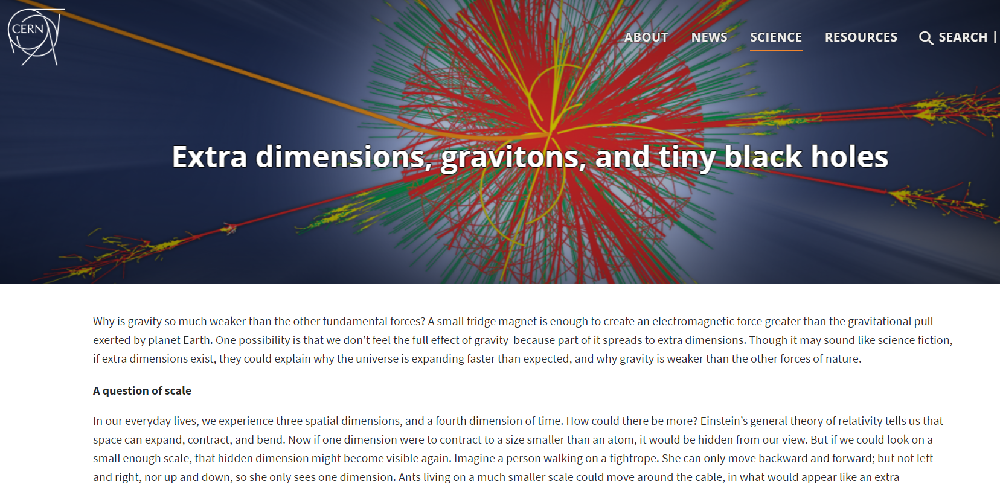 CERN
ABOUT NEWS SCIENCE RESOURCES SEARCH |
Extra dimensions, gravitons, and tiny black holes
Why is gravity so much weaker than the other fundamental forces? A small fridge magnet is enough to create an electromagnetic force greater than the gravitational pull
exerted by planet Earth. One possibility is that we don’t feel the full effect of gravity  because part of it spreads to extra dimensions. Though it may sound like science fiction,
if extra dimensions exist, they could explain why the universe is expanding faster than expected, and why gravity is weaker than the other forces of nature.
A question of scale
In our everyday lives, we experience three spatial dimensions, and a fourth dimension of time. How could there be more? Einstein’s general theory of relativity tells us that
space can expand, contract, and bend. Now if one dimension were to contract to a size smaller than an atom, it would be hidden from our view. But if we could look on a
small enough scale, that hidden dimension might become visible again. Imagine a person walking on a tightrope. She can only move backward and forward; but not left
and right, nor up and down, so she only sees one dimension. Ants living on a much smaller scale could move around the cable, in what would appear like an extra